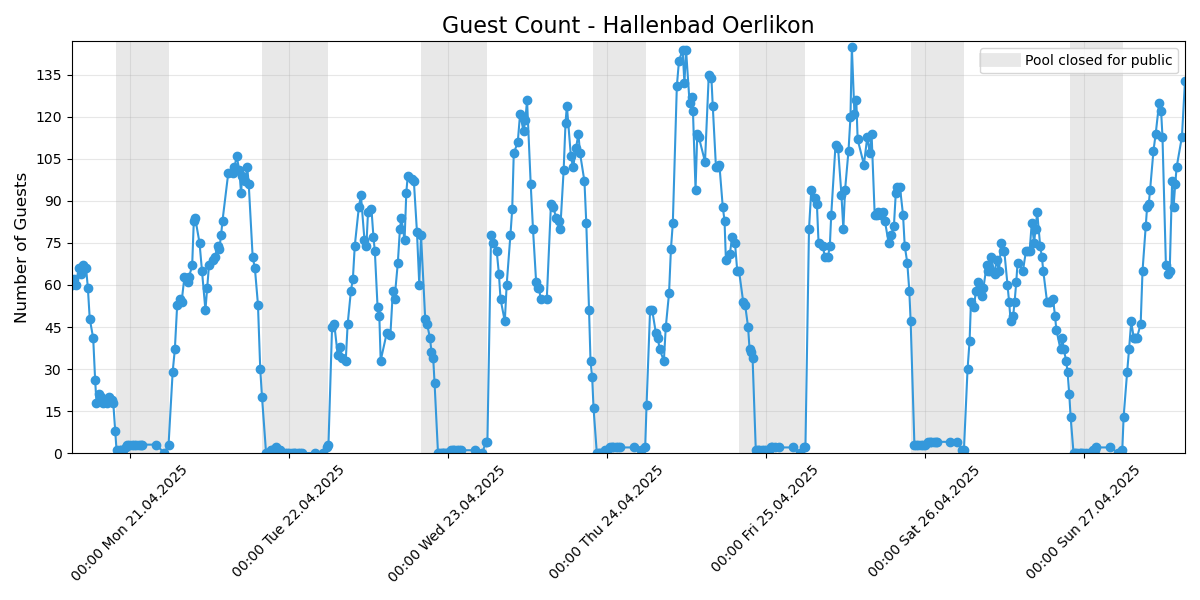 Guest Count - Hallenbad Oerlikon
Pool closed for public
Number of Guests
135
120
105
90
75
60
45
30
15
0
00:00 Mon 21.04.2025
00:00 Tue 22.04.2025
00:00 Wed 23.04.2025
00:00 Thu 24.04.2025
00:00 Fri 25.04.2025
00:00 Sat 26.04.2025
00:00 Sun 27.04.2025